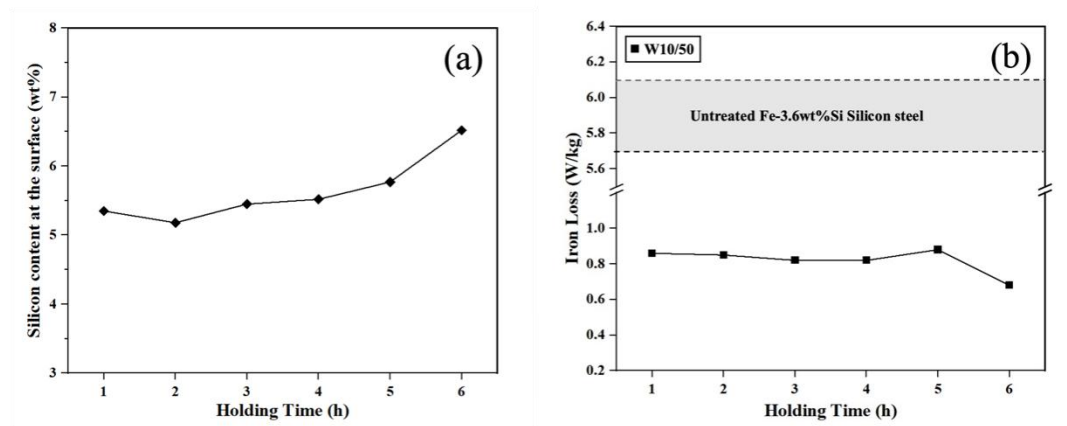 (a)
Silicon content at the surface (wt%)
8
7
6
5
4
3
1 2 3 4 5 6
Holding Time (h)
(b)
W10/50
Untreated Fe-3.6wt%Si Silicon steel
Iron Loss (W/kg)
6.4
6.2
6.0
5.8
5.6
1.0
0.8
0.6
0.4
0.2
1 2 3 4 5 6
Holding Time (h)